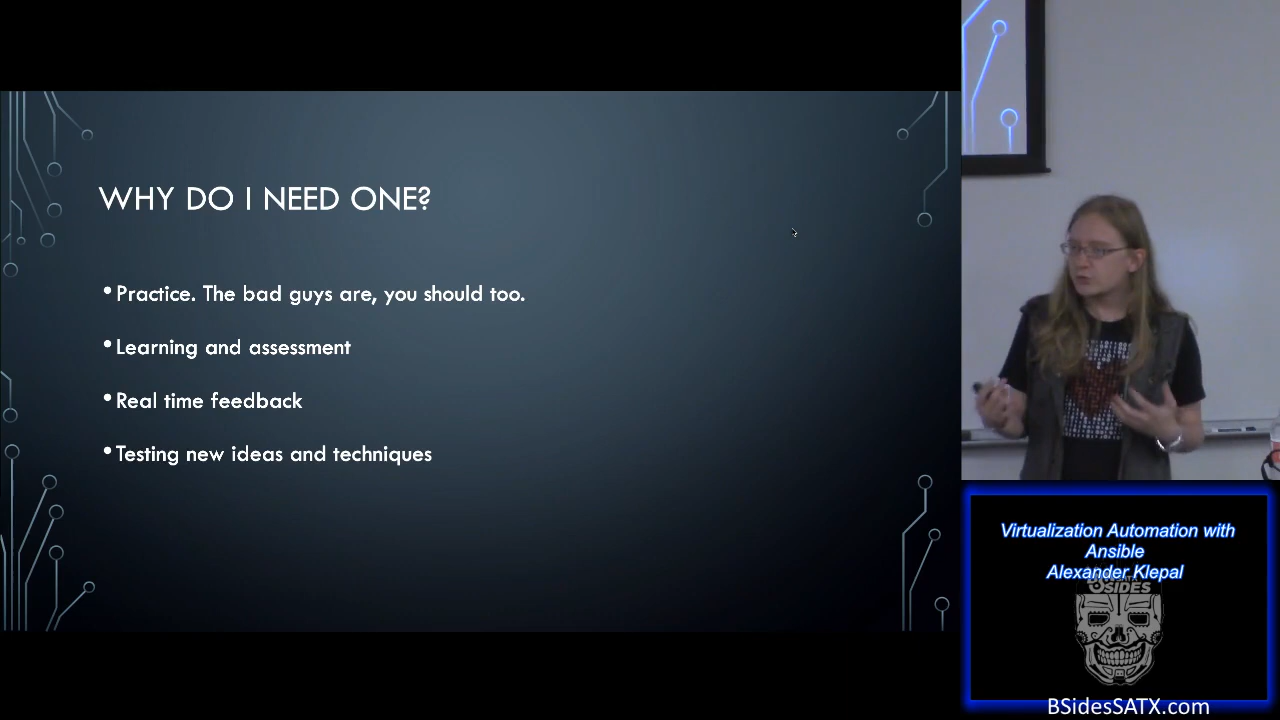 WHY DO I NEED ONE?
•Practice. The bad guys are, you should too.
•Learning and assessment
•Real time feedback
•Testing new ideas and techniques
Virtualization Automation with
Ansible
Alexander Klepal
SIDES
BSidesSATX.com